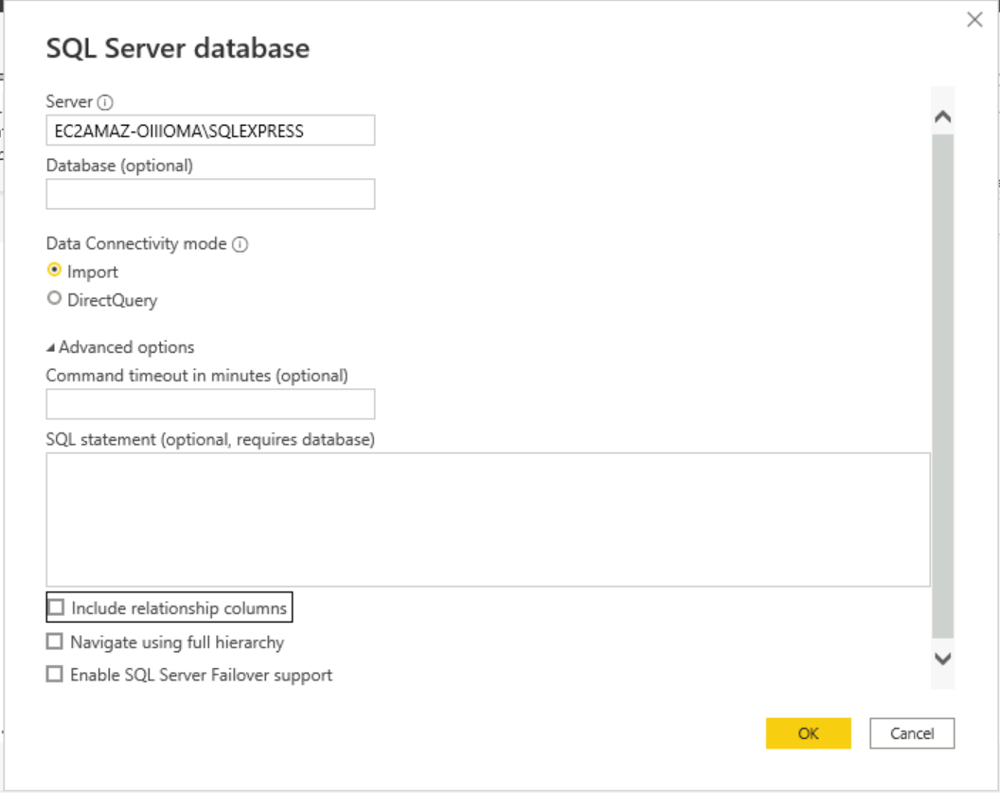 SQL Server database
Server
EC2AMAZ-OIIIOMA\SQLEXPRESS
Database (optional)
Data Connectivity mode
Import
DirectQuery
Advanced options
Command timeout in minutes (optional)
SQL statement (optional, requires database)
Include relationship columns
Navigate using full hierarchy
Enable SQL Server Failover support
OK Cancel